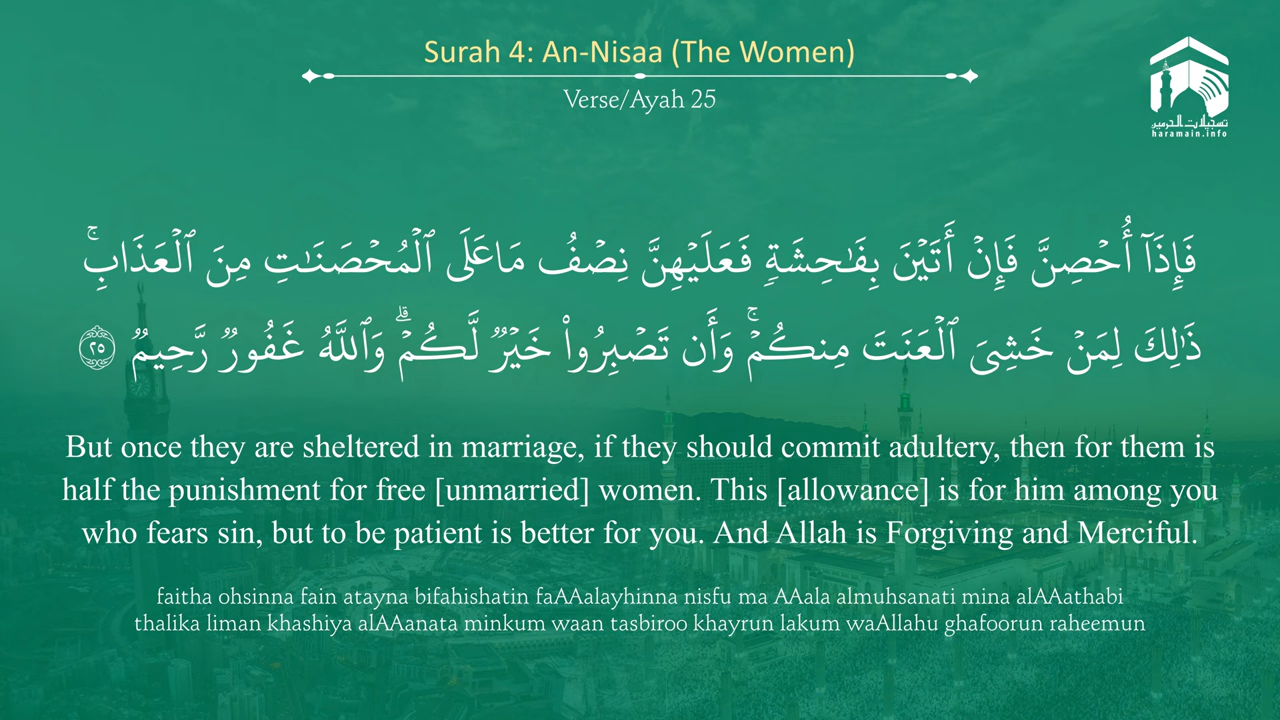 Surah 4: An-Nisaa (The Women)
Verse/Ayah 25
تسجيلات الحرمين
haramain.info
فَإِذَآ أُحۡصِنَّ فَإِنۡ أَتَيۡنَ بِفَٰحِشَةٖ فَعَلَيۡهِنَّ نِصۡفُ مَا عَلَى ٱلۡمُحۡصَنَٰتِ مِنَ ٱلۡعَذَابِۚ
ذَٰلِكَ لِمَنۡ خَشِيَ ٱلۡعَنَتَ مِنكُمۡۚ وَأَن تَصۡبِرُواْ خَيۡرٞ لَّكُمۡۗ وَٱللَّهُ غَفُورٞ رَّحِيمٞ ٢٥
But once they are sheltered in marriage, if they should commit adultery, then for them is
half the punishment for free [unmarried] women. This [allowance] is for him among you
who fears sin, but to be patient is better for you. And Allah is Forgiving and Merciful.
faitha ohsinna fain atayna bifahishatin faAAalayhinna nisfu ma AAala almuhsanati mina alAAathabi
thalika liman khashiya alAAanata minkum waan tasbiroo khayrun lakum waAllahu ghafoorun raheemun